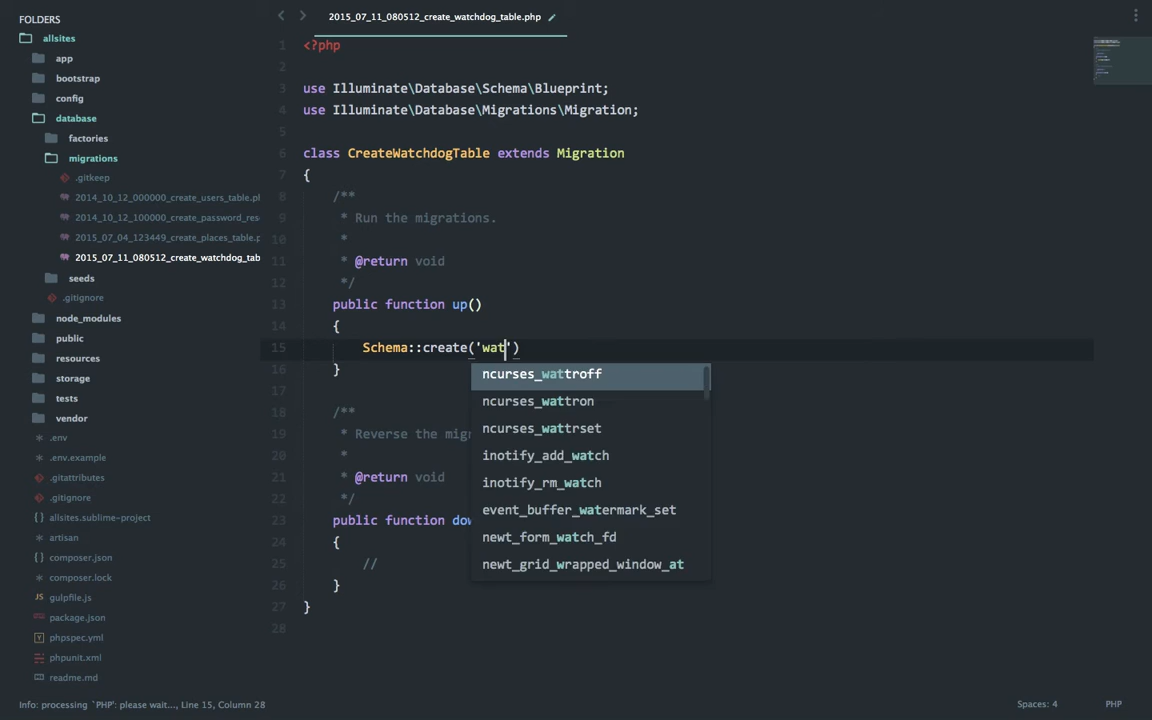 FOLDERS
allsites
app
bootstrap
config
database
factories
migrations
.gitkeep
2014_10_12_000000_create_users_table.pl
2014_10_12_100000_create_password_res
2015_07_04_123449_create_places_table.p
2015_07_11_080512_create_watchdog_tab
seeds
.gitignore
node_modules
public
resources
storage
tests
vendor
.env
.env.example
.gitattributes
.gitignore
allsites.sublime-project
artisan
composer.json
composer.lock
gulpfile.js
package.json
phpspec.yml
phpunit.xml
readme.md
2015_07_11_080512_create_watchdog_table.php
1 <?php
2
3 use Illuminate\Database\Schema\Blueprint;
4 use Illuminate\Database\Migrations\Migration;
5
6 class CreateWatchdogTable extends Migration
7 {
8 /**
9 * Run the migrations.
10 *
11 * @return void
12 */
13 public function up()
14 {
15 Schema::create('wat')
16 }
17
18 /**
19 * Reverse the mig
20 *
21 * @return void
22 */
23 public function dow
24 {
25 //
26 }
27 }
28
ncurses_wattroff
ncurses_wattron
ncurses_wattrset
inotify_add_watch
inotify_rm_watch
event_buffer_watermark_set
newt_form_watch_fd
newt_grid_wrapped_window_at
Info: processing `PHP': please wait..., Line 15, Column 28
Spaces: 4
PHP